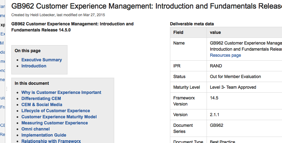 GB962 Customer Experience Management: Introduction and Fundamentals
Created by Heidi Lobecker, last modified on Mar 27, 2015
GB962 Customer Experience Management: Introduction and
Fundamentals Release 14.5.0
On this page
Executive Summary
Introduction
In this document
Why is Customer Experience Important
Differentiating CEM
CEM & Social Media
Lifecycle of Customer Experience
Customer Experience Maturity Model
Measuring Customer Experience
Omni channel
Implementation Guide
Relationship with Frameworx
Deliverable meta data
Field value
Name GB962 Customer Experience
Introduction and Fundamentals
Resources page
IPR RAND
Status Out for Member Evaluation
Maturity Level Level 3- Team Approved
Frameworx
Version
14.5
Version 2.1.1
Document
Series
GB962
Document Type Best Practice